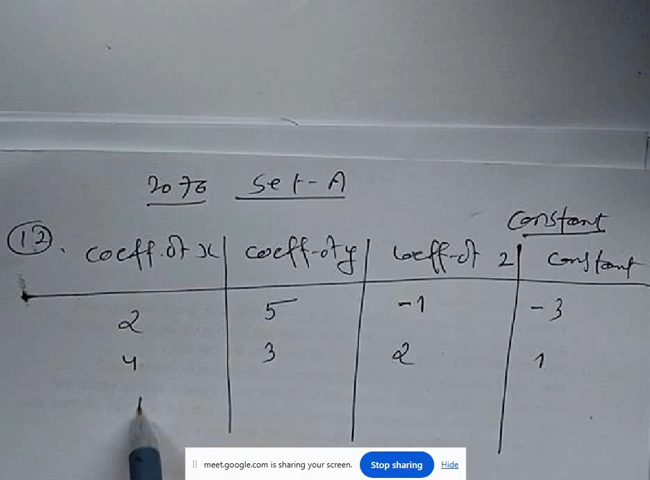 2076 Set-A
constant
12. coeff. of x coeff. of y coeff. of z constant
2 5 -1 -3
4 3 2 1
meet.google.com is sharing your screen. Stop sharing Hide